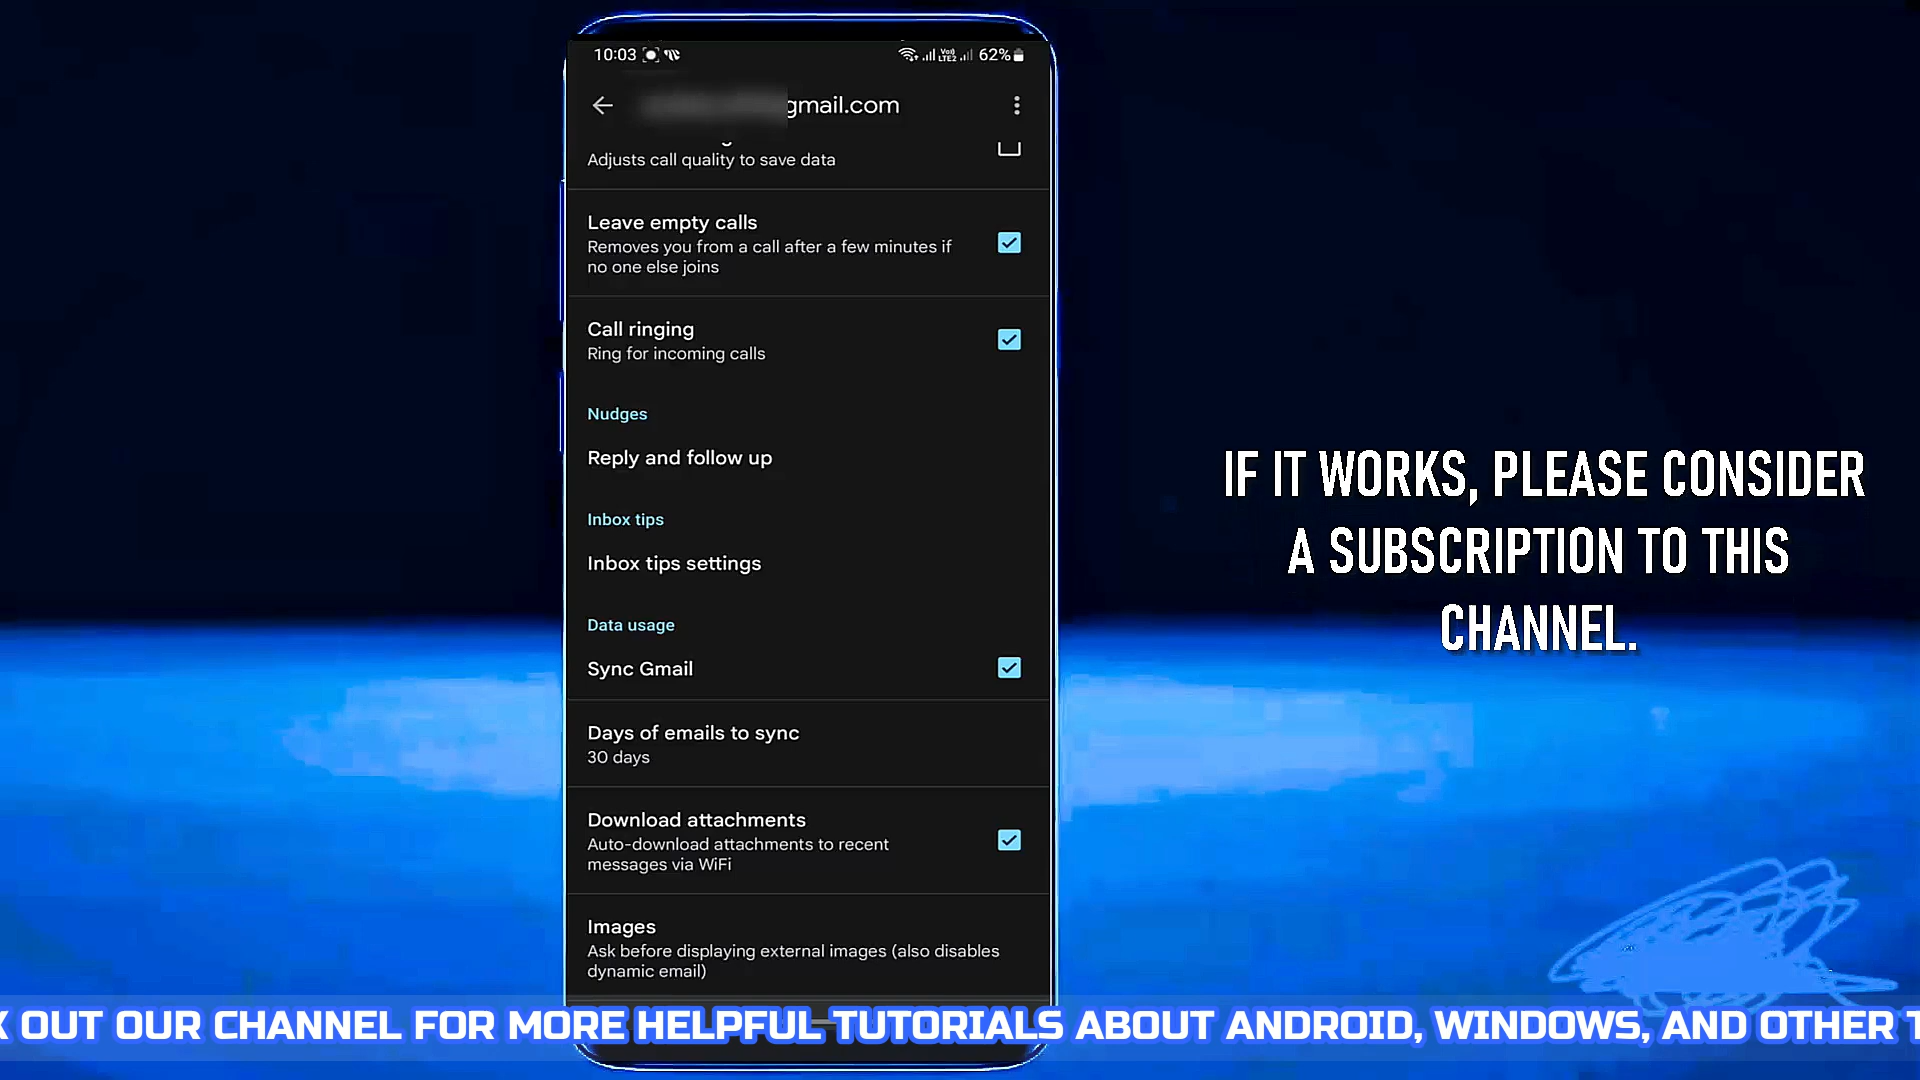 10:03
VoI) LTE2 62%
gmail.com
Adjusts call quality to save data
Leave empty calls
Removes you from a call after a few minutes if
no one else joins
Call ringing
Ring for incoming calls
Nudges
Reply and follow up
Inbox tips
Inbox tips settings
Data usage
Sync Gmail
Days of emails to sync
30 days
Download attachments
Auto-download attachments to recent
messages via WiFi
Images
Ask before displaying external images (also disables
dynamic email)
IF IT WORKS, PLEASE CONSIDER
A SUBSCRIPTION TO THIS
CHANNEL.
K OUT OUR CHANNEL FOR MORE HELPFUL TUTORIALS ABOUT ANDROID, WINDOWS, AND OTHER T